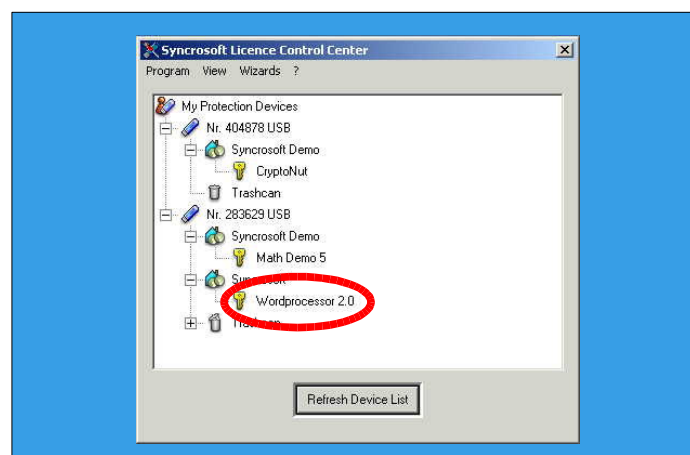 Syncrosoft Licence Control Center
Program View Wizards ?
My Protection Devices
Nr. 404878 USB
Syncrosoft Demo
CryptoNut
Trashcan
Nr. 283629 USB
Syncrosoft Demo
Math Demo 5
Wordprocessor 2.0
Trashcan
Refresh Device List